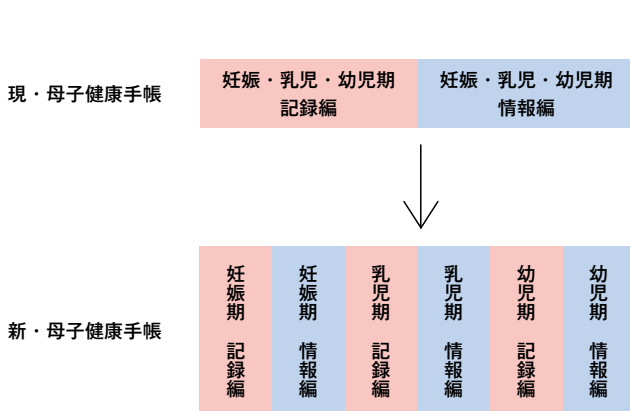 現・母子健康手帳
妊娠・乳児・幼児期
記録編
妊娠・乳児・幼児期
情報編
新・母子健康手帳
妊娠期 記録編
妊娠期 情報編
乳児期 記録編
乳児期 情報編
幼児期 記録編
幼児期 情報編